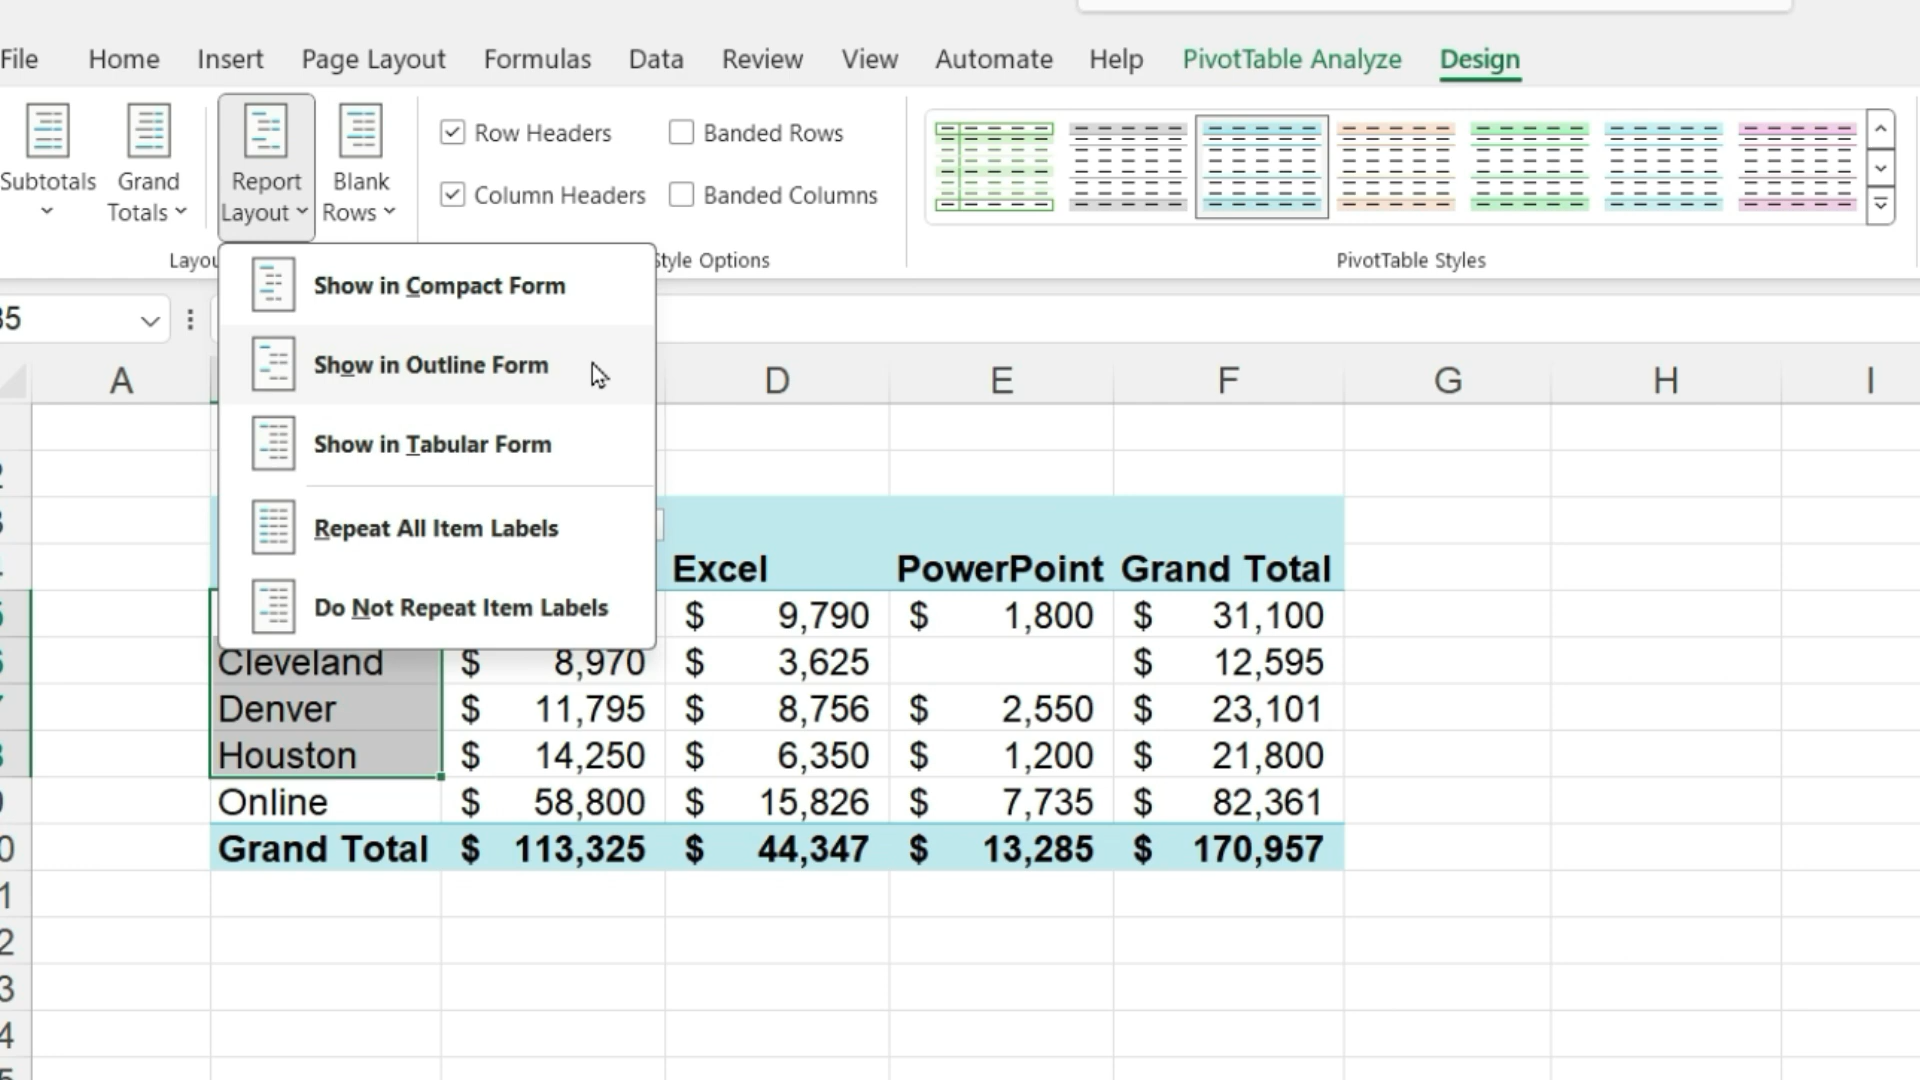 File Home Insert Page Layout Formulas Data Review View Automate Help PivotTable Analyze Design
Subtotals Grand Totals Report Layout Blank Rows
Row Headers Banded Rows
Column Headers Banded Columns
Style Options PivotTable Styles
Show in Compact Form
Show in Outline Form
Show in Tabular Form
Repeat All Item Labels
Do Not Repeat Item Labels
A D E F G H I
Excel PowerPoint Grand Total
$ 9,790 $ 1,800 $ 31,100
Cleveland $ 8,970 $ 3,625 $ 12,595
Denver $ 11,795 $ 8,756 $ 2,550 $ 23,101
Houston $ 14,250 $ 6,350 $ 1,200 $ 21,800
Online $ 58,800 $ 15,826 $ 7,735 $ 82,361
Grand Total $ 113,325 $ 44,347 $ 13,285 $ 170,957